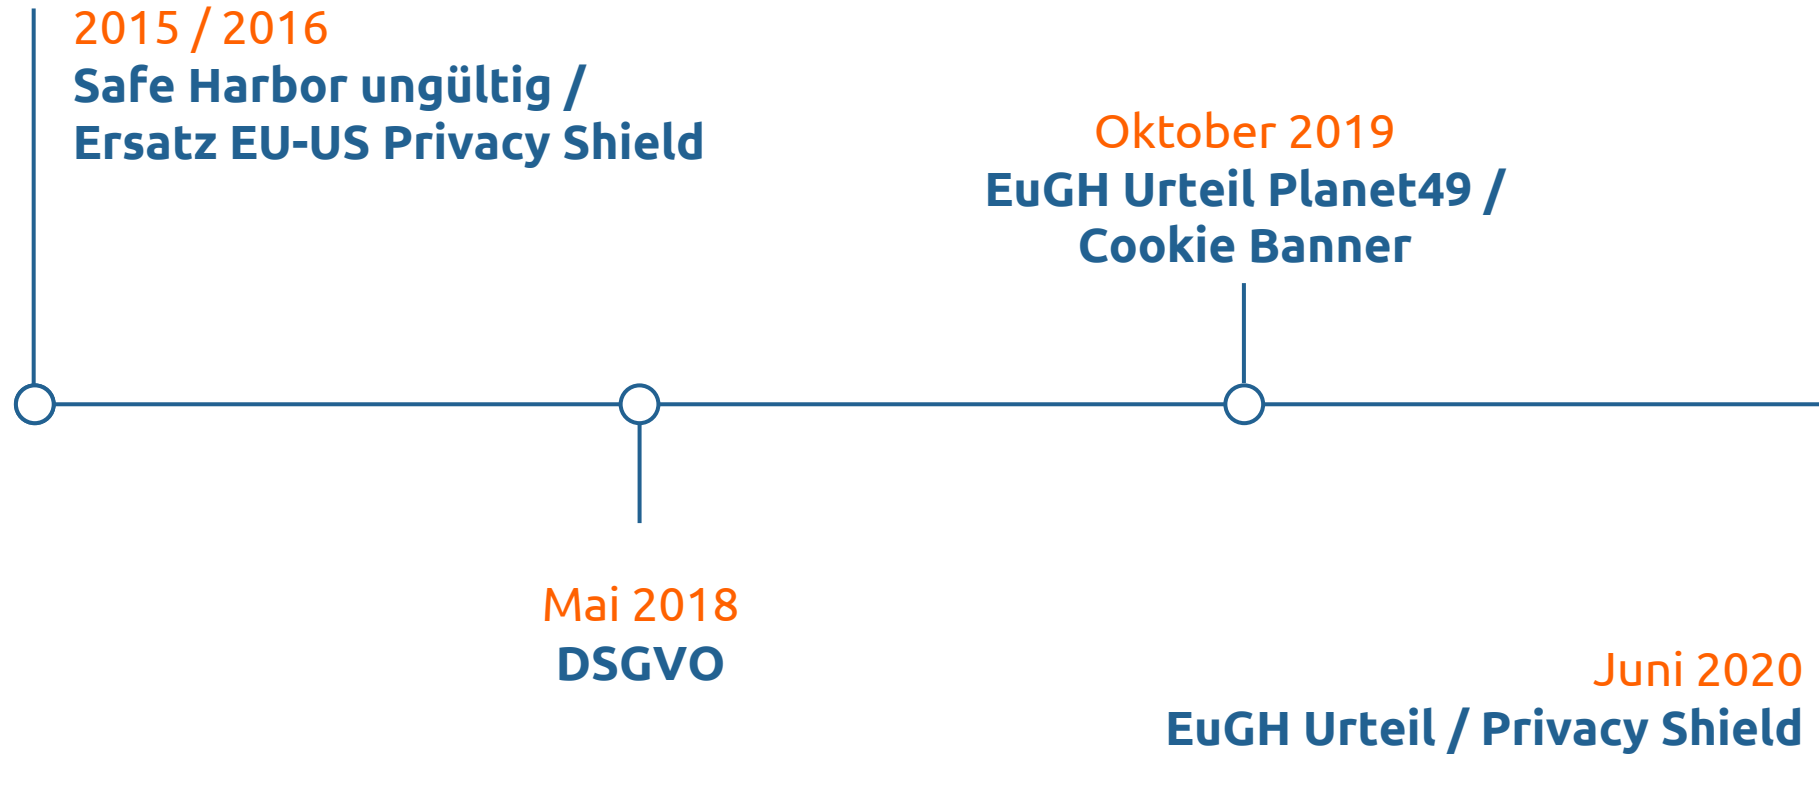 2015 / 2016
Safe Harbor ungültig /
Ersatz EU-US Privacy Shield
Mai 2018
DSGVO
Oktober 2019
EuGH Urteil Planet49 /
Cookie Banner
Juni 2020
EuGH Urteil / Privacy Shield